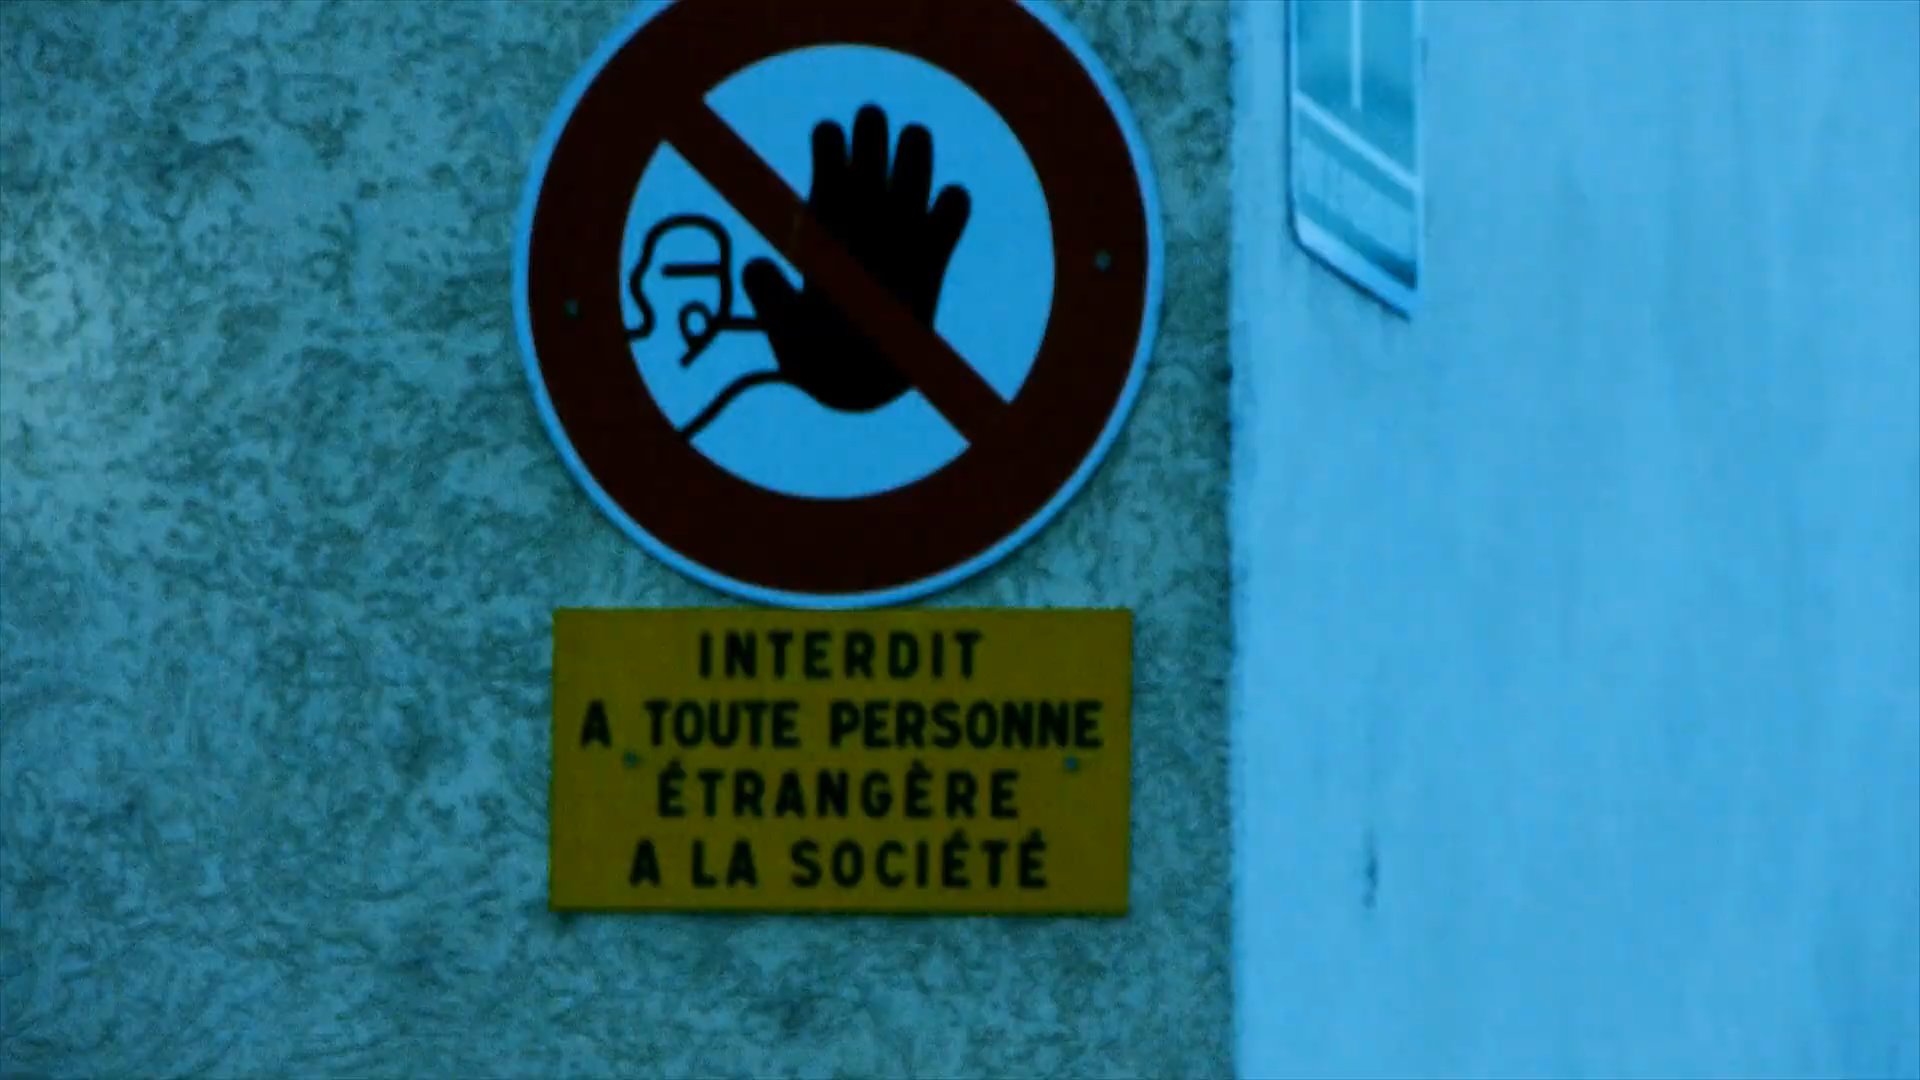 INTERDIT
A TOUTE PERSONNE
ÉTRANGÈRE
A LA SOCIÉTÉ